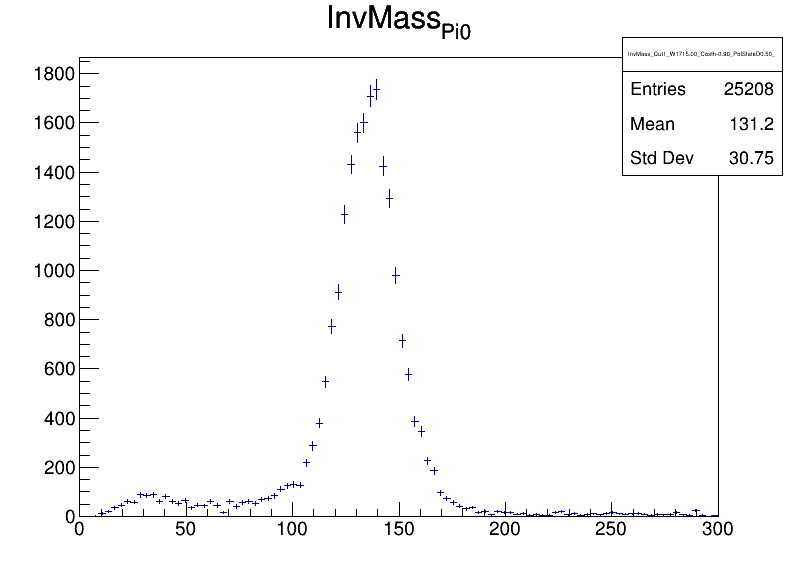 InvMass_Pi0
InvMass_Cut1_W1715.00_Costh-0.90_PolStateD0.50_
Entries 25208
Mean 131.2
Std Dev 30.75
1800
1600
1400
1200
1000
800
600
400
200
0
0 50 100 150 200 250 300